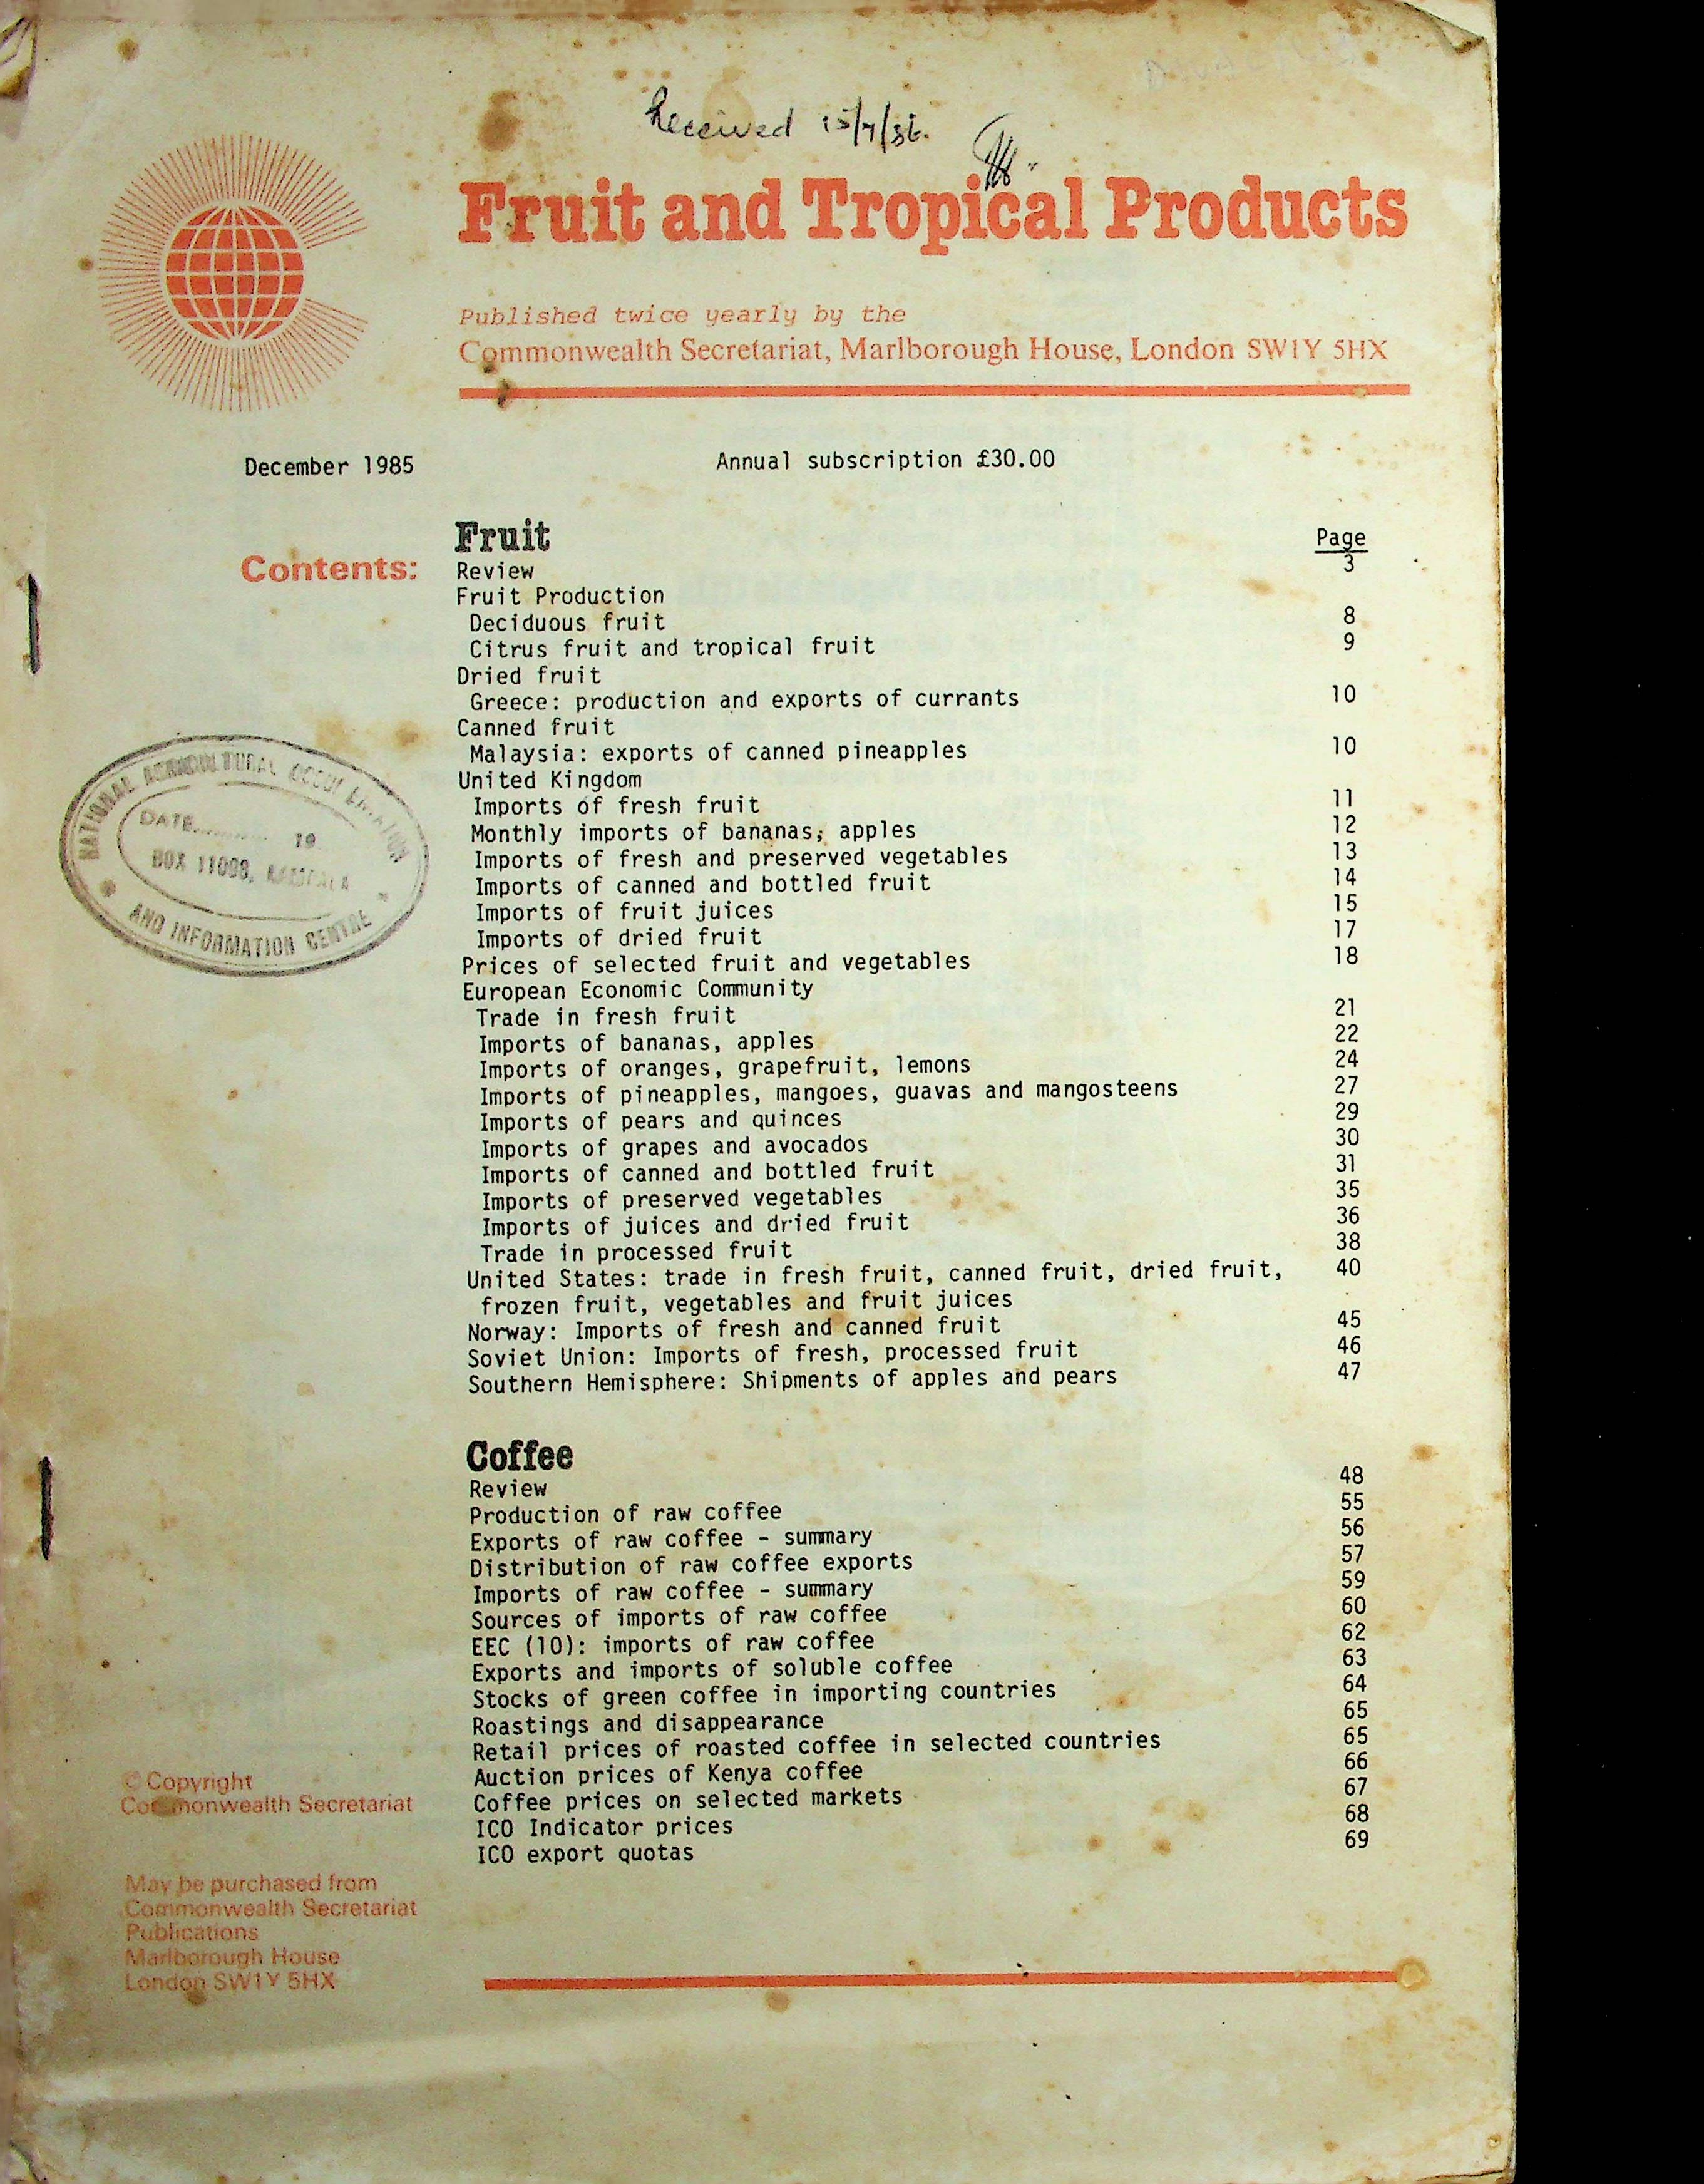 Received 15/7/86.
Fruit and Tropical Products
Published twice yearly by the
Commonwealth Secretariat, Marlborough House, London SW1Y 5HX
December 1985
Annual subscription £30.00
Contents:
Fruit
Page
Review 3
Fruit Production
Deciduous fruit 8
Citrus fruit and tropical fruit 9
Dried fruit
Greece: production and exports of currants 10
Canned fruit
Malaysia: exports of canned pineapples 10
United Kingdom
Imports of fresh fruit 11
Monthly imports of bananas, apples 12
Imports of fresh and preserved vegetables 13
Imports of canned and bottled fruit 14
Imports of fruit juices 15
Imports of dried fruit 17
Prices of selected fruit and vegetables 18
European Economic Community
Trade in fresh fruit 21
Imports of bananas, apples 22
Imports of oranges, grapefruit, lemons 24
Imports of pineapples, mangoes, guavas and mangosteens 27
Imports of pears and quinces 29
Imports of grapes and avocados 30
Imports of canned and bottled fruit 31
Imports of preserved vegetables 35
Imports of juices and dried fruit 36
Trade in processed fruit 38
United States: trade in fresh fruit, canned fruit, dried fruit, 40
frozen fruit, vegetables and fruit juices
Norway: Imports of fresh and canned fruit 45
Soviet Union: Imports of fresh, processed fruit 46
Southern Hemisphere: Shipments of apples and pears 47
NATIONAL AGRICULTURAL
DATE............ 19
BOX 11098, KAMPALA
AND INFORMATION CENTRE
Coffee
Review 48
Production of raw coffee 55
Exports of raw coffee - summary 56
Distribution of raw coffee exports 57
Imports of raw coffee - summary 59
Sources of imports of raw coffee 60
EEC (10): imports of raw coffee 62
Exports and imports of soluble coffee 63
Stocks of green coffee in importing countries 64
Roastings and disappearance 65
Retail prices of roasted coffee in selected countries 65
Auction prices of Kenya coffee 66
Coffee prices on selected markets 67
ICO Indicator prices 68
ICO export quotas 69
© Copyright
Commonwealth Secretariat
May be purchased from
Commonwealth Secretariat
Publications
Marlborough House
London SW1Y 5HX